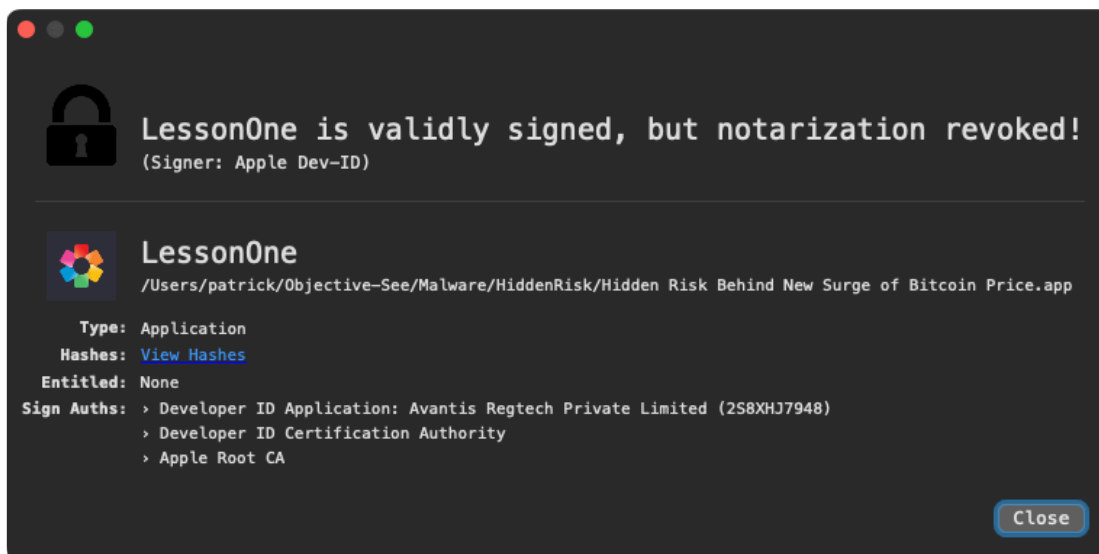 LessonOne is validly signed, but notarization revoked!
(Signer: Apple Dev-ID)
LessonOne
/Users/patrick/Objective-See/Malware/HiddenRisk/Hidden Risk Behind New Surge of Bitcoin Price.app
Type: Application
Hashes: View Hashes
Entitled: None
Sign Auths: › Developer ID Application: Avantis Regtech Private Limited (2S8XHJ7948)
› Developer ID Certification Authority
› Apple Root CA
Close